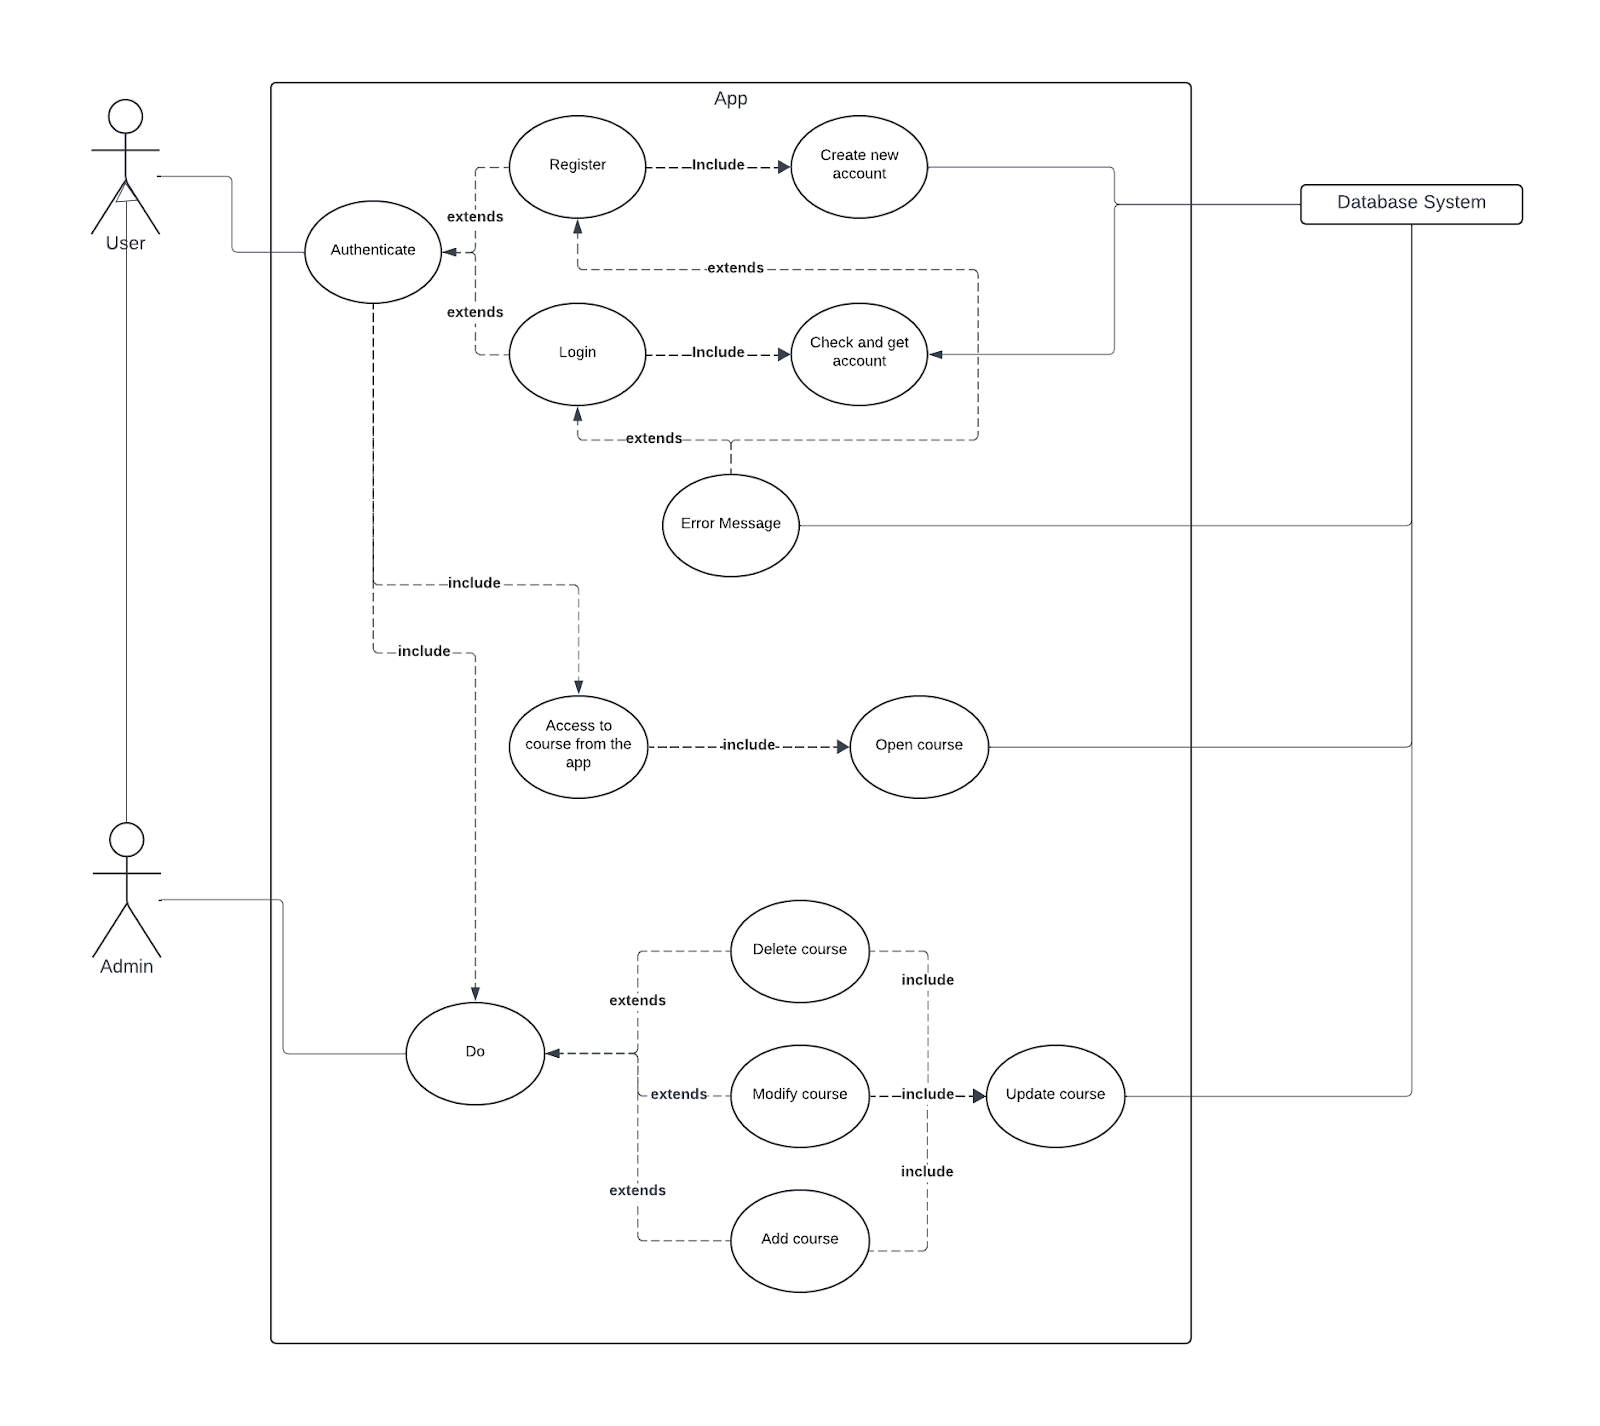 App
User
Register
Include
Create new
account
Database System
extends
Authenticate
extends
extends
Login
Include
Check and get
account
extends
Error Message
include
include
Access to
course from the
app
include
Open course
Admin
Delete course
include
extends
Do
extends
Modify course
include
Update course
include
extends
Add course